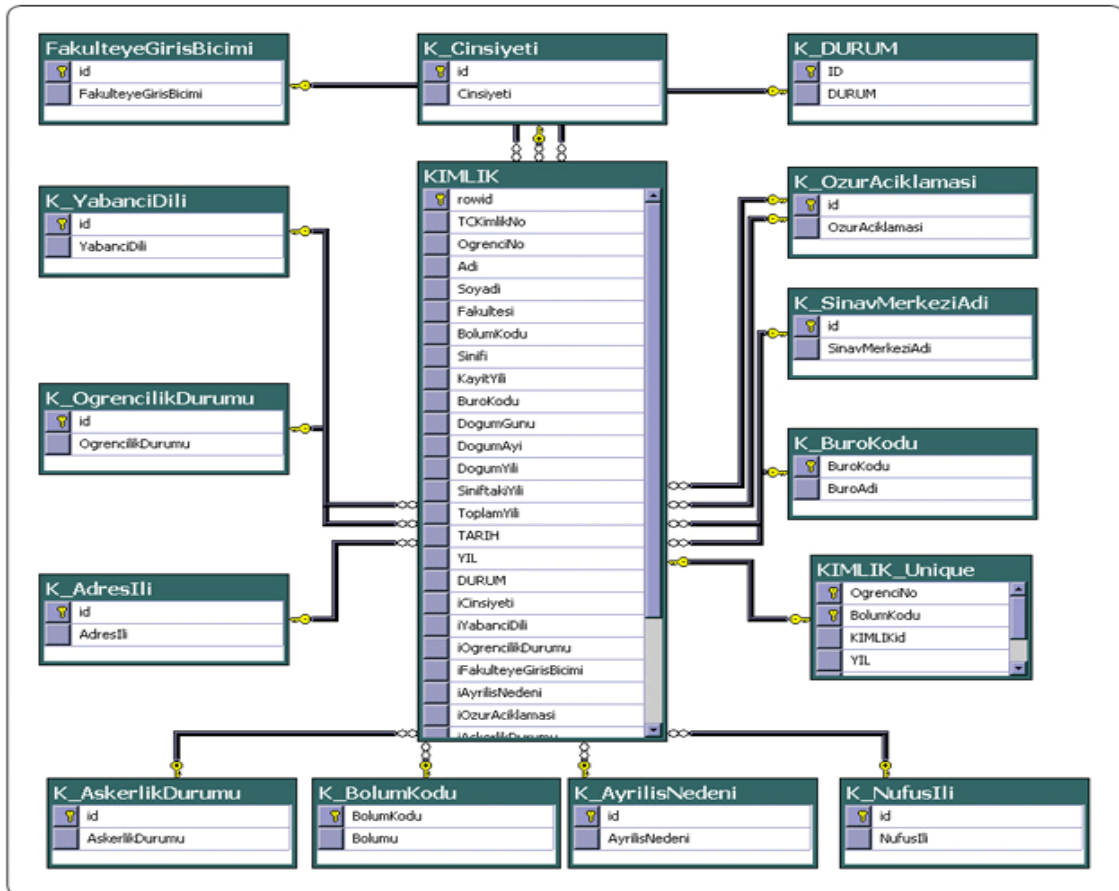 FakulteyeGirisBicimi
id
FakulteyeGirisBicimi
K_Cinsiyeti
id
Cinsiyeti
K_DURUM
ID
DURUM
K_YabanciDili
id
YabanciDili
K_OgrencilikDurumu
id
OgrencilikDurumu
K_AdresIli
id
AdresIli
KIMLIK
rowid
TCKimlikNo
OgrenciNo
Adi
Soyadi
Fakultesi
BolumKodu
Sinifi
KayitYili
BuroKodu
DogumGunu
DogumAyi
DogumYili
SiniftakiYili
ToplamYili
TARIH
YIL
DURUM
iCinsiyeti
iYabanciDili
iOgrencilikDurumu
iFakulteyeGirisBicimi
iAyrilisNedeni
iOzurAciklamasi
iAskerlikDurumu
K_OzurAciklamasi
id
OzurAciklamasi
K_SinavMerkeziAdi
id
SinavMerkeziAdi
K_BuroKodu
BuroKodu
BuroAdi
KIMLIK_Unique
OgrenciNo
BolumKodu
KIMLIKid
YIL
K_AskerlikDurumu
id
AskerlikDurumu
K_BolumKodu
BolumKodu
Bolumu
K_AyrilisNedeni
id
AyrilisNedeni
K_NufusIli
id
NufusIli